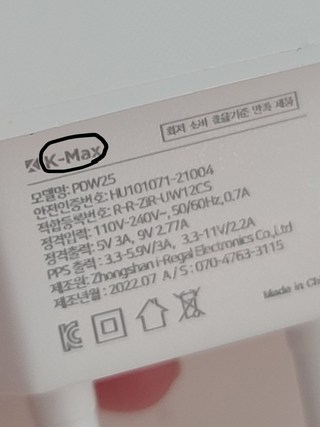 K-Max
최저 소비 효율기준 만족 제품
모델명: PDW25
안전인증번호: HU101071-21004
적합등록번호: R-R-ZIR-UW12CS
정격입력: 110V-240V~, 50/60Hz, 0.7A
정격출력: 5V 3A, 9V 2.77A
PPS 출력 : 3.3-5.9V/3A, 3.3-11V/2.2A
제조원: Zhongshan i-Regal Electronics Co.,Ltd
제조년월 : 2022.07 A / S : 070-4763-3115
Made in Ch